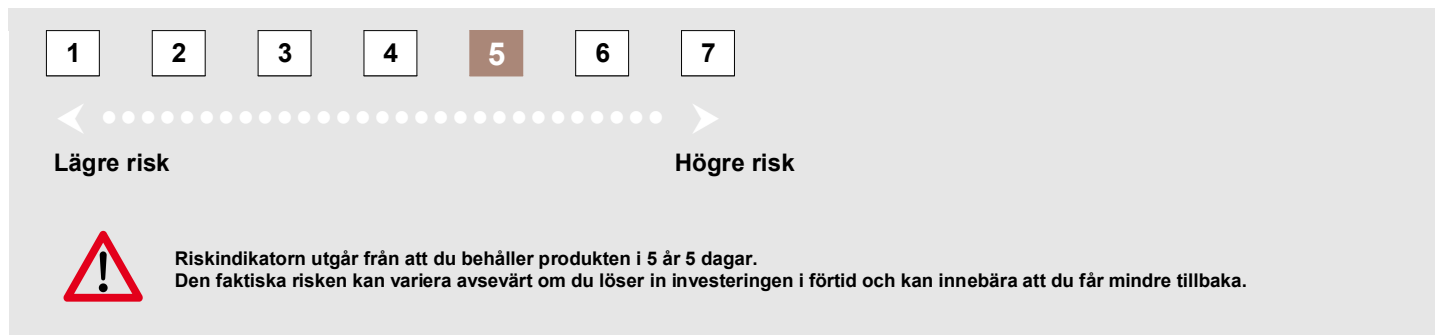 1 2 3 4 5 6 7
Lägre risk Högre risk
Riskindikatorn utgår från att du behåller produkten i 5 år 5 dagar.
Den faktiska risken kan variera avsevärt om du löser in investeringen i förtid och kan innebära att du får mindre tillbaka.